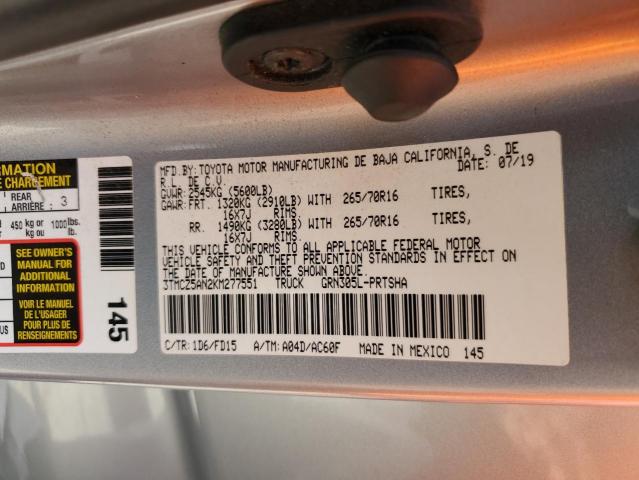 MFD.BY: TOYOTA MOTOR MANUFACTURING DE BAJA CALIFORNIA, S. DE
R.L. DE C.V. DATE: 07/19
GVWR: 2545KG (5600LB)
GAWR: FRT. 1320KG (2910LB) WITH 265/70R16 TIRES,
16X7J RIMS.
RR. 1490KG (3280LB) WITH 265/70R16 TIRES,
16X7J RIMS.
THIS VEHICLE CONFORMS TO ALL APPLICABLE FEDERAL MOTOR
VEHICLE SAFETY AND THEFT PREVENTION STANDARDS IN EFFECT ON
THE DATE OF MANUFACTURE SHOWN ABOVE.
3TMCZ5AN2KM277551 TRUCK GRN305L-PRTSHA
C/TR: 1D6/FD15 A/TM: A04D/AC60F MADE IN MEXICO 145
RMATION
E CHARGEMENT
REAR
ARRIÈRE : 3
450 kg or 1000 lbs.
kg ou lb.
SEE OWNER'S
MANUAL FOR
ADDITIONAL
INFORMATION
VOIR LE MANUEL
DE L'USAGER
POUR PLUS DE
RENSEIGNEMENTS
145